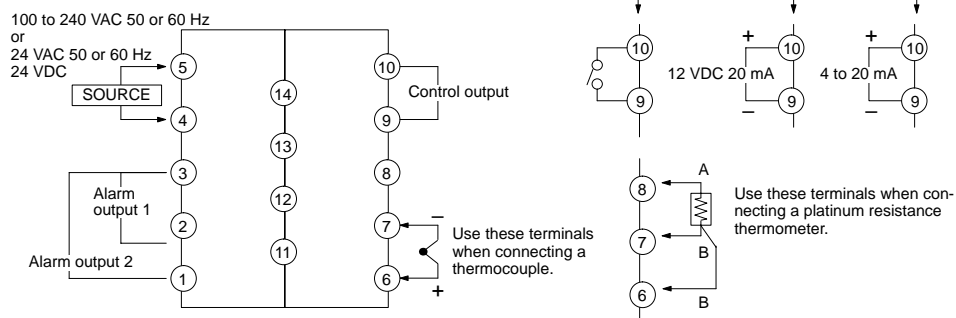 100 to 240 VAC 50 or 60 Hz
or
24 VAC 50 or 60 Hz
24 VDC
SOURCE
5
4
3
2
1
Alarm
output 1
Alarm output 2
14
13
12
11
10
9
8
7
6
Control output
–
+
Use these terminals
when connecting a
thermocouple.
10
9
+
10
12 VDC 20 mA
9
–
+
10
4 to 20 mA
9
–
8
7
6
A
B
B
Use these terminals when con-
necting a platinum resistance
thermometer.